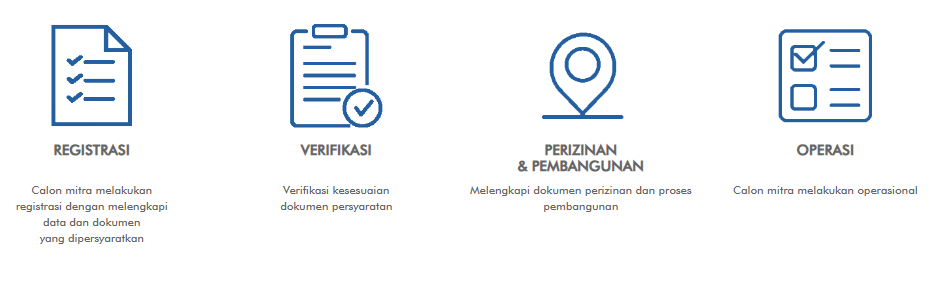 REGISTRASI
Calon mitra melakukan
registrasi dengan melengkapi
data dan dokumen
yang dipersyaratkan
VERIFIKASI
Verifikasi kesesuaian
dokumen persyaratan
PERIZINAN
& PEMBANGUNAN
Melengkapi dokumen perizinan dan proses
pembangunan
OPERASI
Calon mitra melakukan operasional